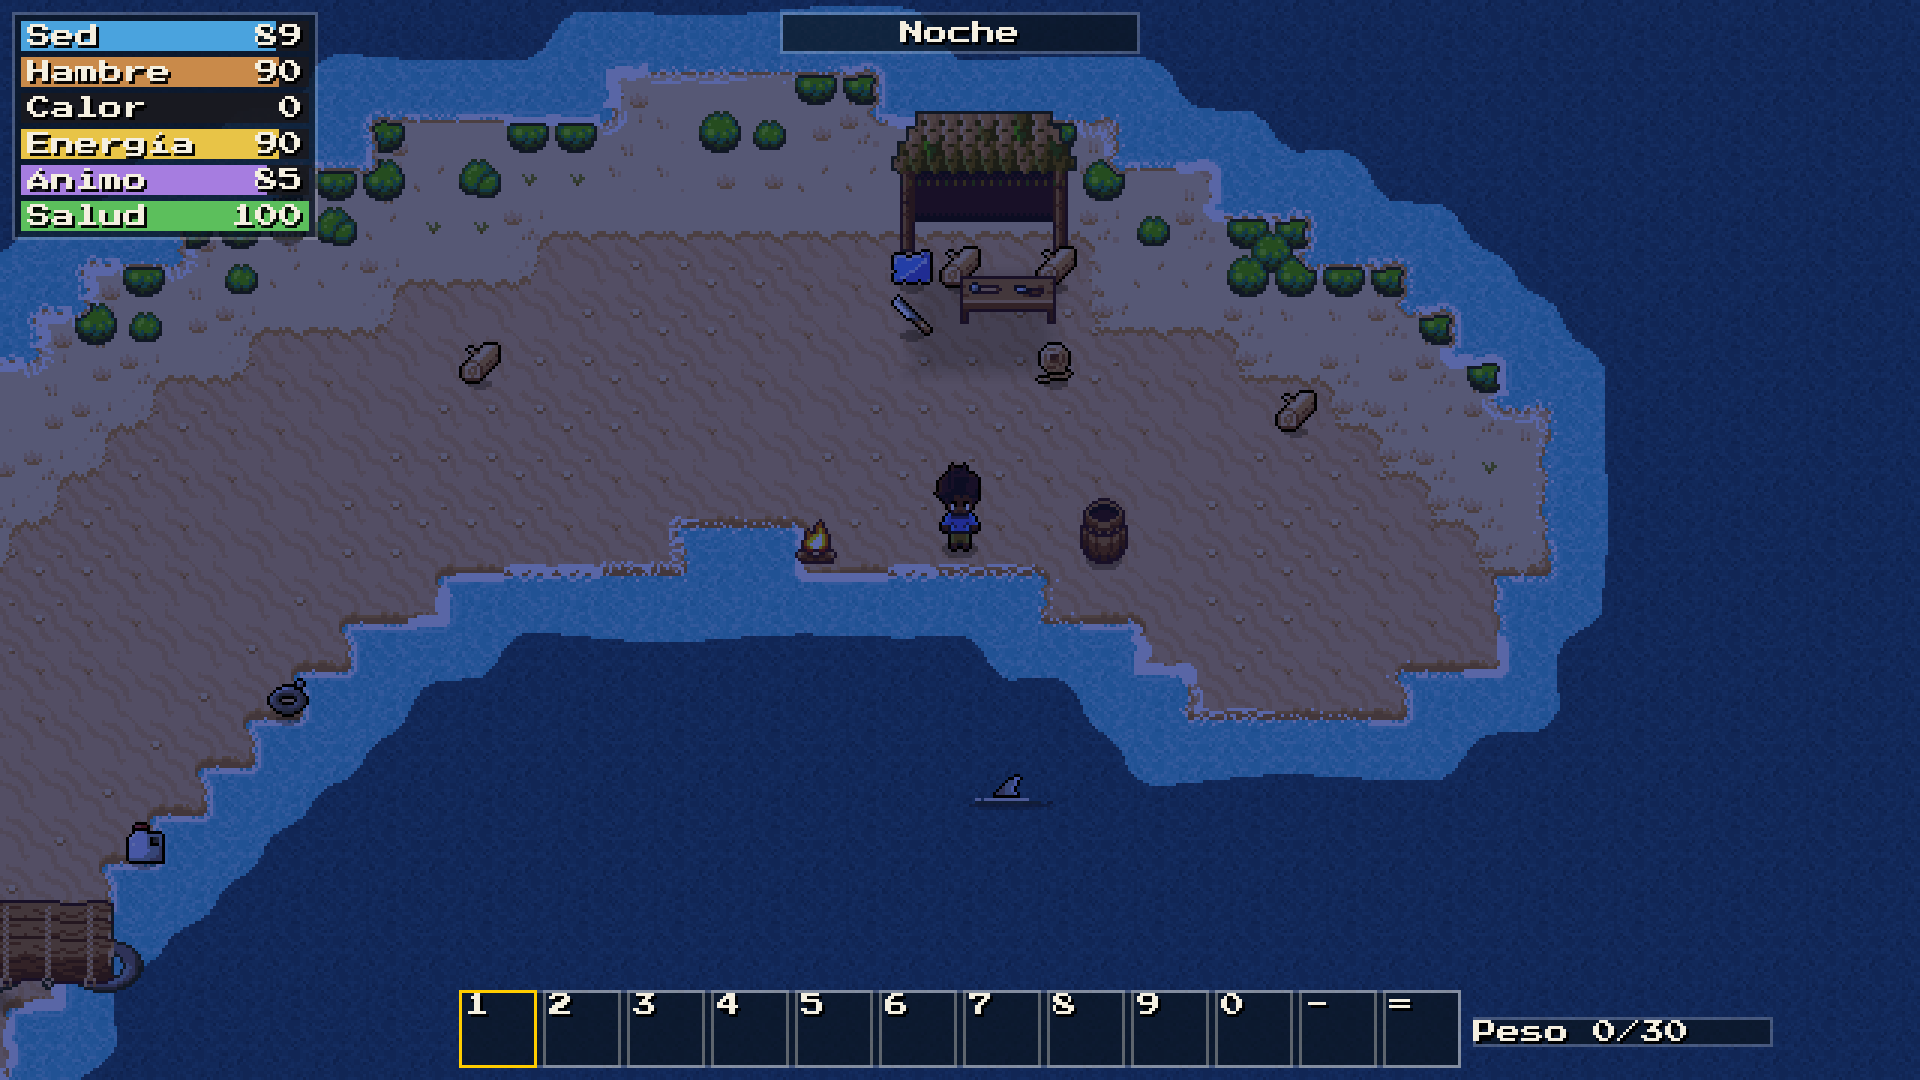 Sed 89
Hambre 90
Calor 0
Energía 90
Ánimo 85
Salud 100
Noche
1 2 3 4 5 6 7 8 9 0 - =
Peso 0/30